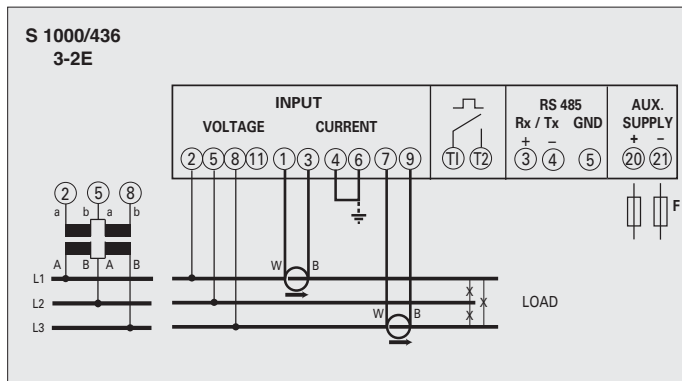 S 1000/436
3-2E
INPUT
VOLTAGE CURRENT
RS 485
Rx / Tx GND
AUX.
SUPPLY
+ – + –
2 5 8 11 1 3 4 6 7 9 T1 T2 3 4 5 20 21
F
2 5 8
a b a b
A B A B
L1
L2
L3
W B
W B
X X
X
LOAD